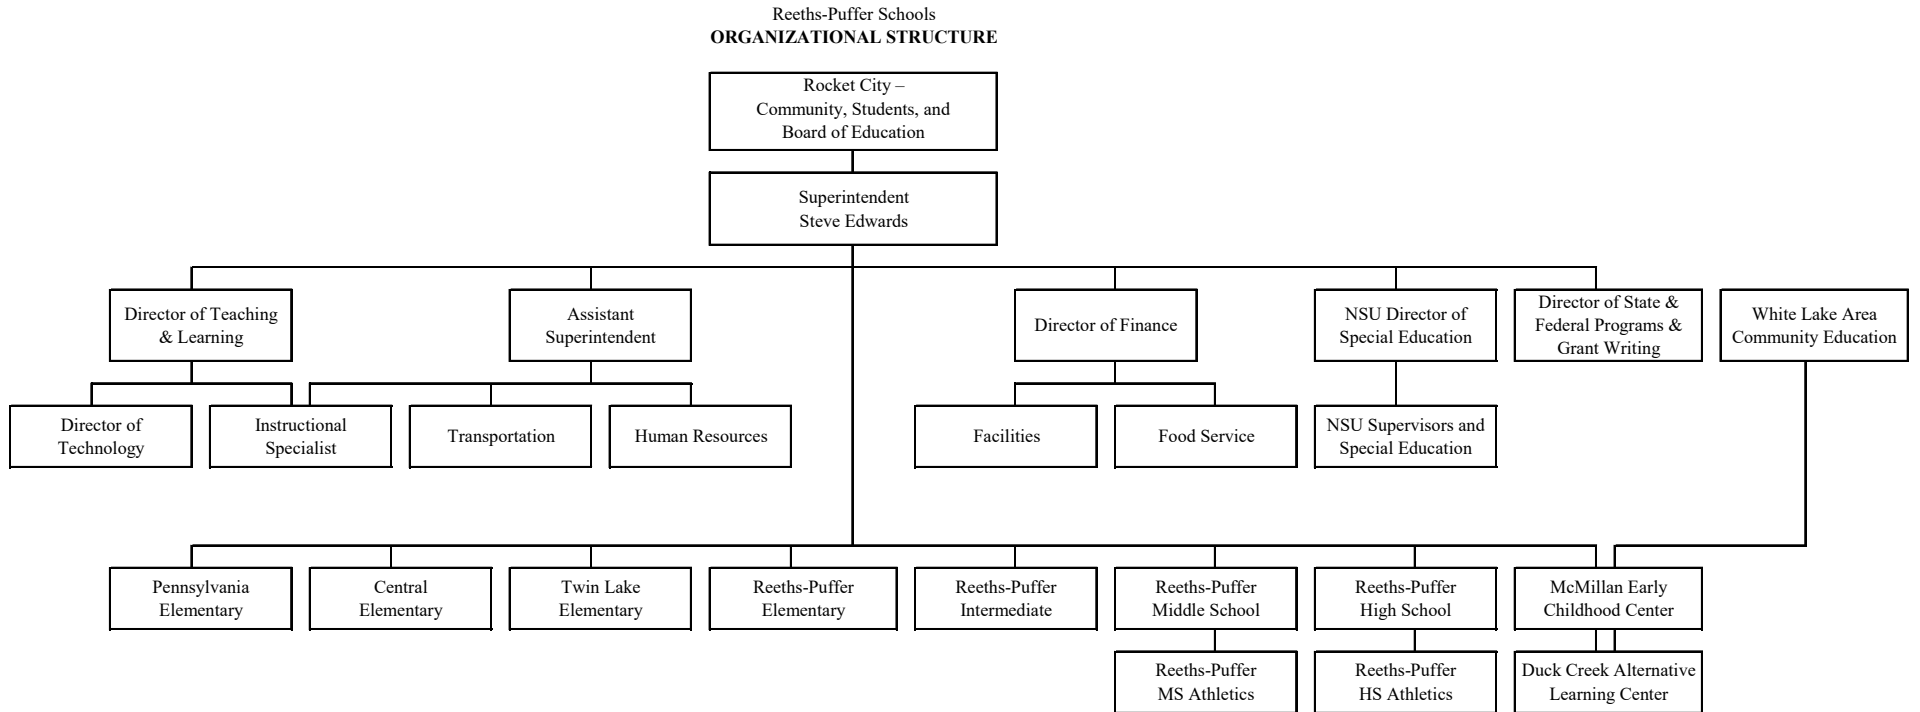 Reeths-Puffer Schools
ORGANIZATIONAL STRUCTURE
Rocket City –
Community, Students, and
Board of Education
Superintendent
Steve Edwards
Director of Teaching
& Learning
Assistant
Superintendent
Director of Finance
NSU Director of
Special Education
Director of State &
Federal Programs &
Grant Writing
White Lake Area
Community Education
Director of
Technology
Instructional
Specialist
Transportation
Human Resources
Facilities
Food Service
NSU Supervisors and
Special Education
Pennsylvania
Elementary
Central
Elementary
Twin Lake
Elementary
Reeths-Puffer
Elementary
Reeths-Puffer
Intermediate
Reeths-Puffer
Middle School
Reeths-Puffer
High School
McMillan Early
Childhood Center
Reeths-Puffer
MS Athletics
Reeths-Puffer
HS Athletics
Duck Creek Alternative
Learning Center